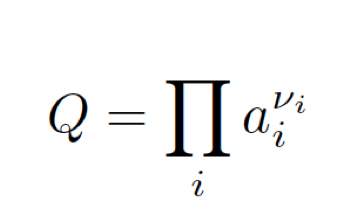 Q = ∏_i a_i^{ν_i}